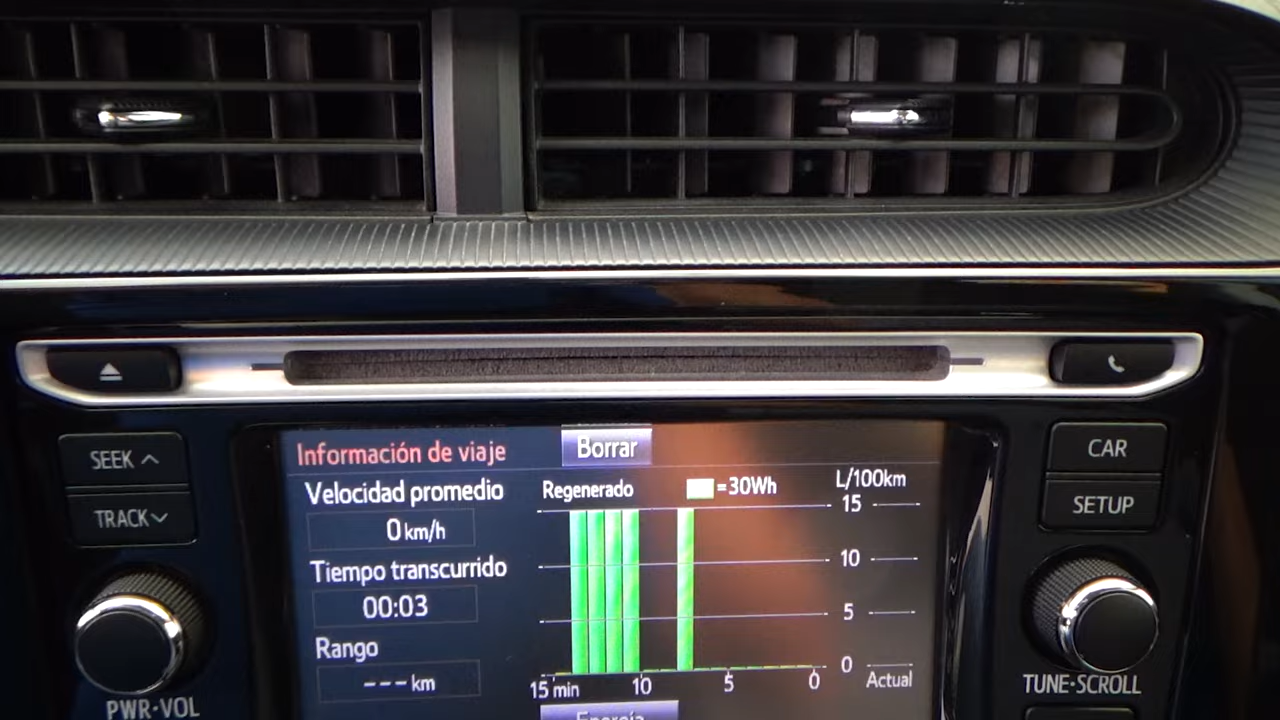 SEEK
TRACK
PWR·VOL
Información de viaje
Borrar
Velocidad promedio
0 km/h
Tiempo transcurrido
00:03
Rango
--- km
Regenerado
=30Wh
L/100km
15
10
5
0
15 min
10
5
0
Actual
Energía
CAR
SETUP
TUNE·SCROLL